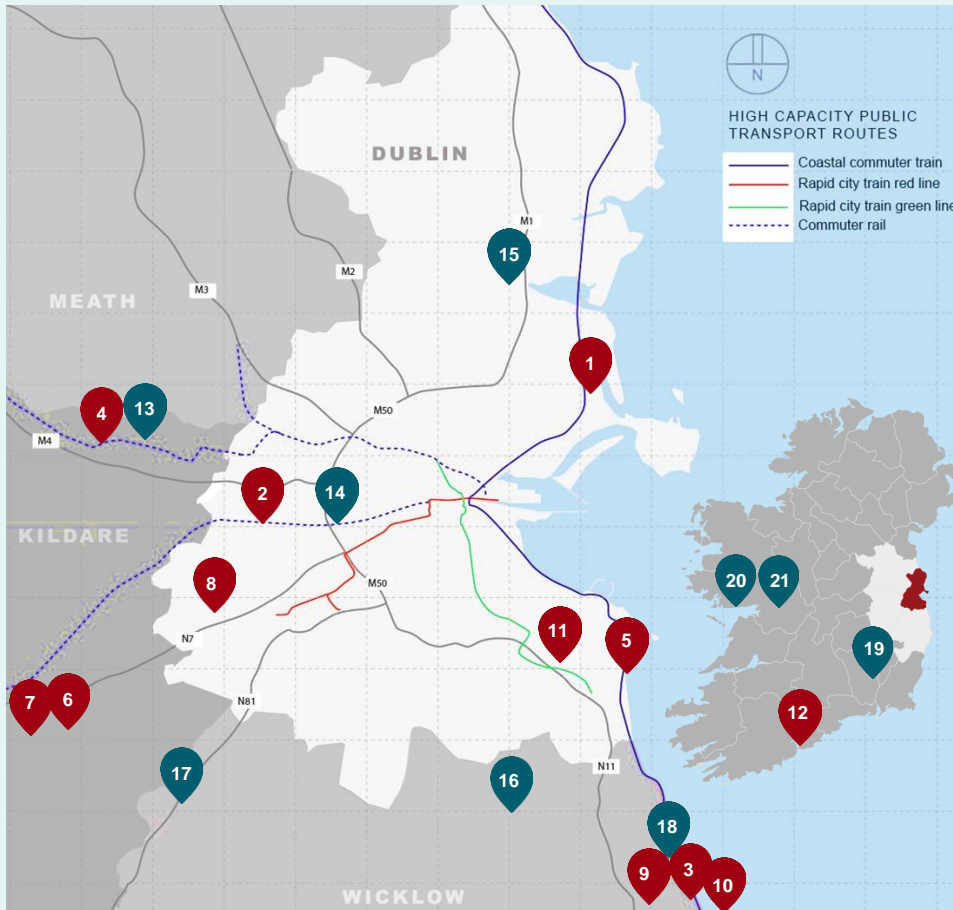 N
HIGH CAPACITY PUBLIC
TRANSPORT ROUTES
Coastal commuter train
Rapid city train red line
Rapid city train green line
Commuter rail
DUBLIN
M1
15
M2
M3
MEATH
1
4
13
M50
M4
2
14
KILDARE
8
M50
20
21
11
5
19
N7
7
6
N81
12
17
16
N11
18
9
3
10
WICKLOW